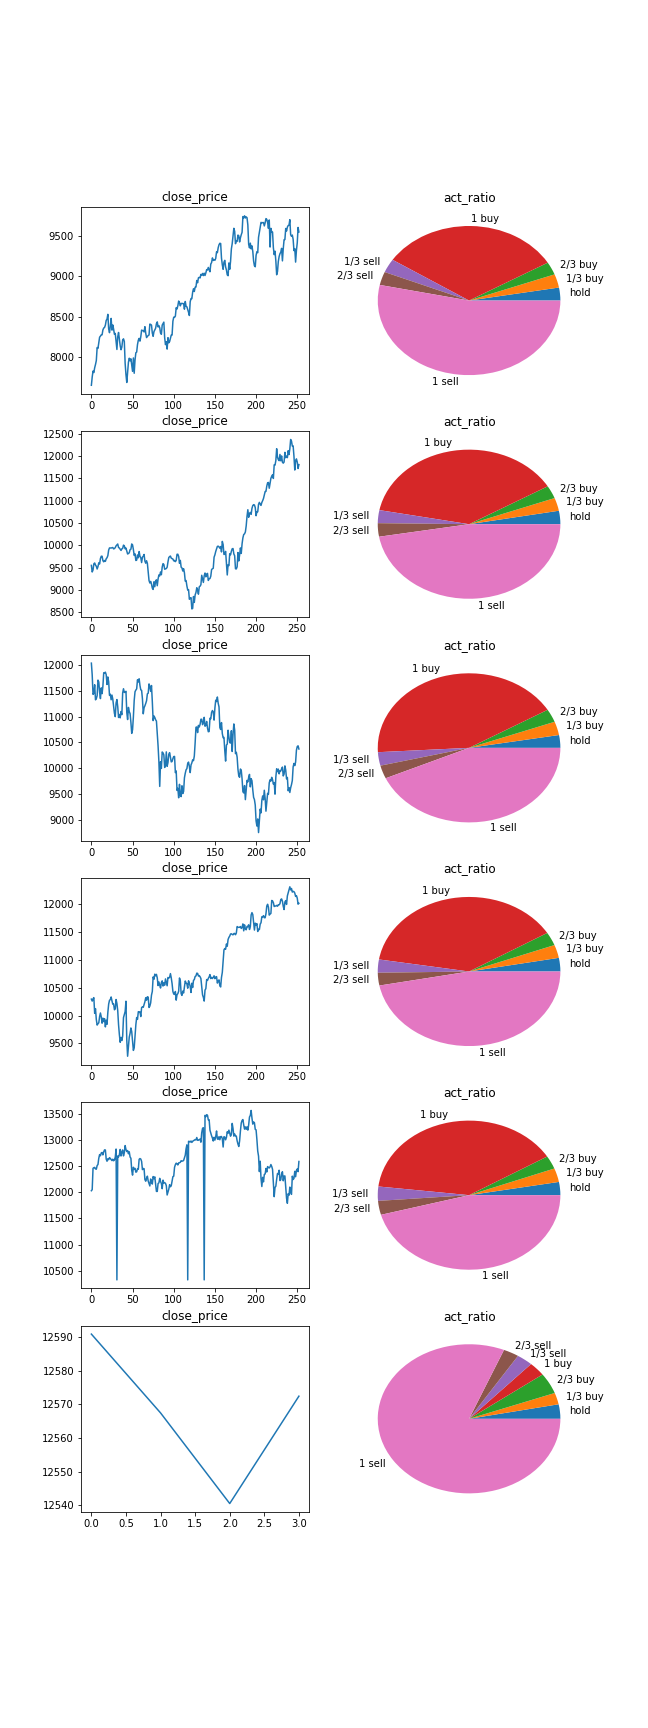 close_price
act_ratio
9500
9000
8500
8000
0 50 100 150 200 250
1 buy
1/3 sell
2/3 sell
2/3 buy
1/3 buy
hold
1 sell
close_price
act_ratio
12500
12000
11500
11000
10500
10000
9500
9000
8500
0 50 100 150 200 250
1 buy
1/3 sell
2/3 sell
2/3 buy
1/3 buy
hold
1 sell
close_price
act_ratio
12000
11500
11000
10500
10000
9500
9000
0 50 100 150 200 250
1 buy
1/3 sell
2/3 sell
2/3 buy
1/3 buy
hold
1 sell
close_price
act_ratio
12000
11500
11000
10500
10000
9500
0 50 100 150 200 250
1 buy
1/3 sell
2/3 sell
2/3 buy
1/3 buy
hold
1 sell
close_price
act_ratio
13500
13000
12500
12000
11500
11000
10500
0 50 100 150 200 250
1 buy
1/3 sell
2/3 sell
2/3 buy
1/3 buy
hold
1 sell
close_price
act_ratio
12590
12580
12570
12560
12550
12540
0.0 0.5 1.0 1.5 2.0 2.5 3.0
2/3 sell
1/3 sell
1 buy
2/3 buy
1/3 buy
hold
1 sell